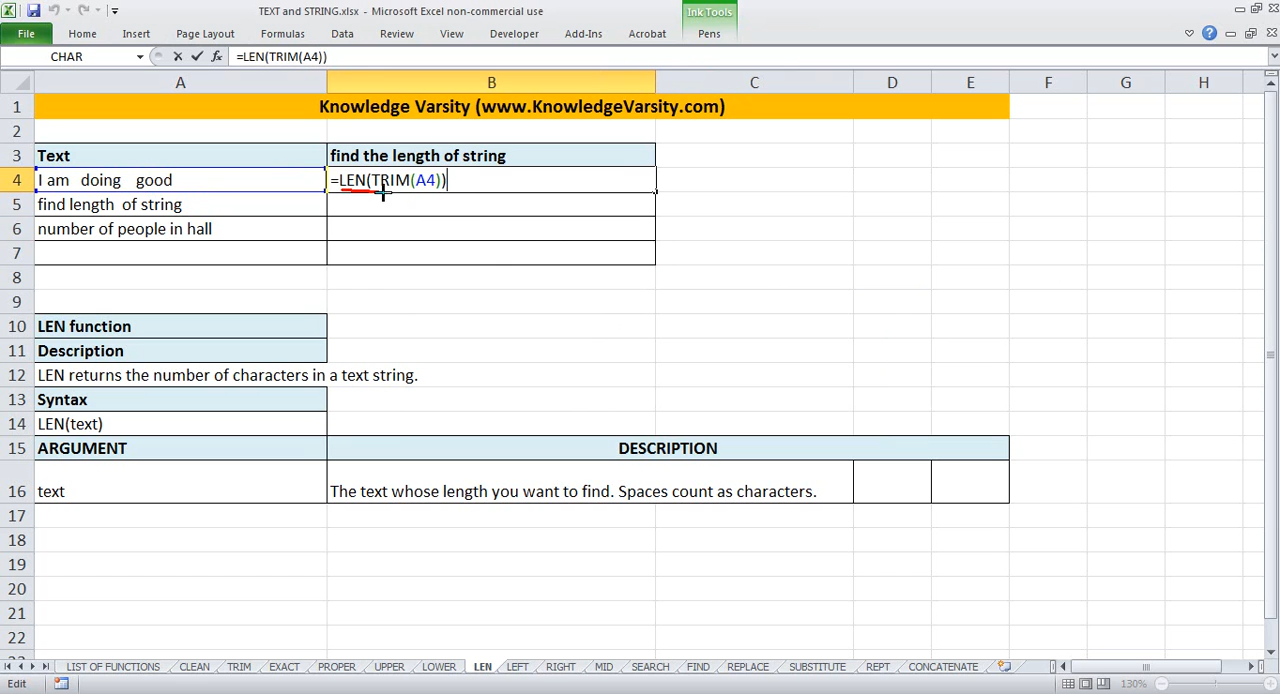 TEXT and STRING.xlsx - Microsoft Excel non-commercial use
Ink Tools
File Home Insert Page Layout Formulas Data Review View Developer Add-Ins Acrobat Pens
CHAR =LEN(TRIM(A4))
A B C D E F G H
1 Knowledge Varsity (www.KnowledgeVarsity.com)
2
3 Text find the length of string
4 I am   doing   good =LEN(TRIM(A4))
5 find length  of string
6 number of people in hall
7
8
9
10 LEN function
11 Description
12 LEN returns the number of characters in a text string.
13 Syntax
14 LEN(text)
15 ARGUMENT DESCRIPTION
16 text The text whose length you want to find. Spaces count as characters.
17
18
19
20
21
22
LIST OF FUNCTIONS CLEAN TRIM EXACT PROPER UPPER LOWER LEN LEFT RIGHT MID SEARCH FIND REPLACE SUBSTITUTE REPT CONCATENATE
Edit 130%